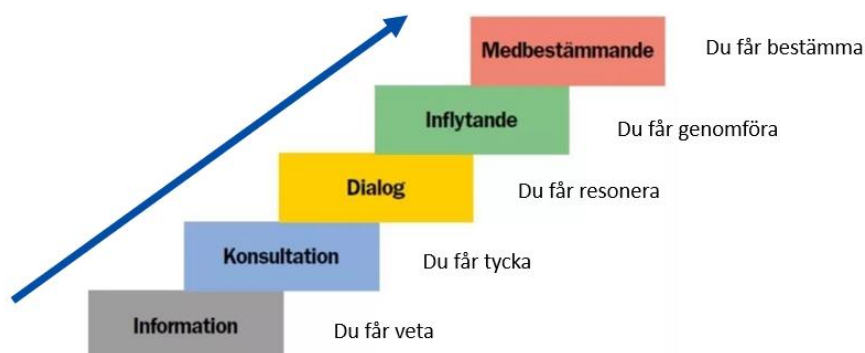 Medbestämmande Du får bestämma
Inflytande Du får genomföra
Dialog Du får resonera
Konsultation Du får tycka
Information Du får veta